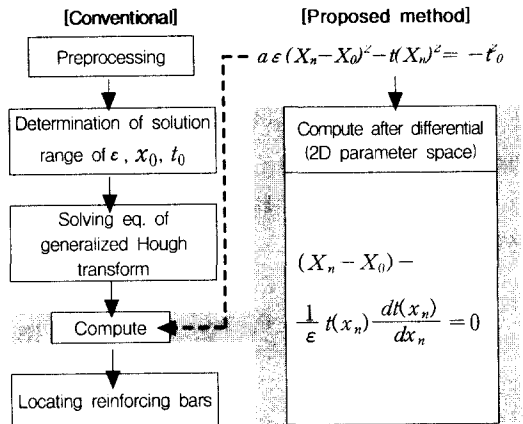 [Conventional]
Preprocessing
Determination of solution
range of ε, x₀, t₀
Solving eq. of
generalized Hough
transform
Compute
Locating reinforcing bars
[Proposed method]
aε(Xₙ−X₀)²−t(Xₙ)²= −t²₀
Compute after differential
(2D parameter space)
(Xₙ − X₀) −
1/ε t(xₙ) dt(xₙ)/dxₙ = 0